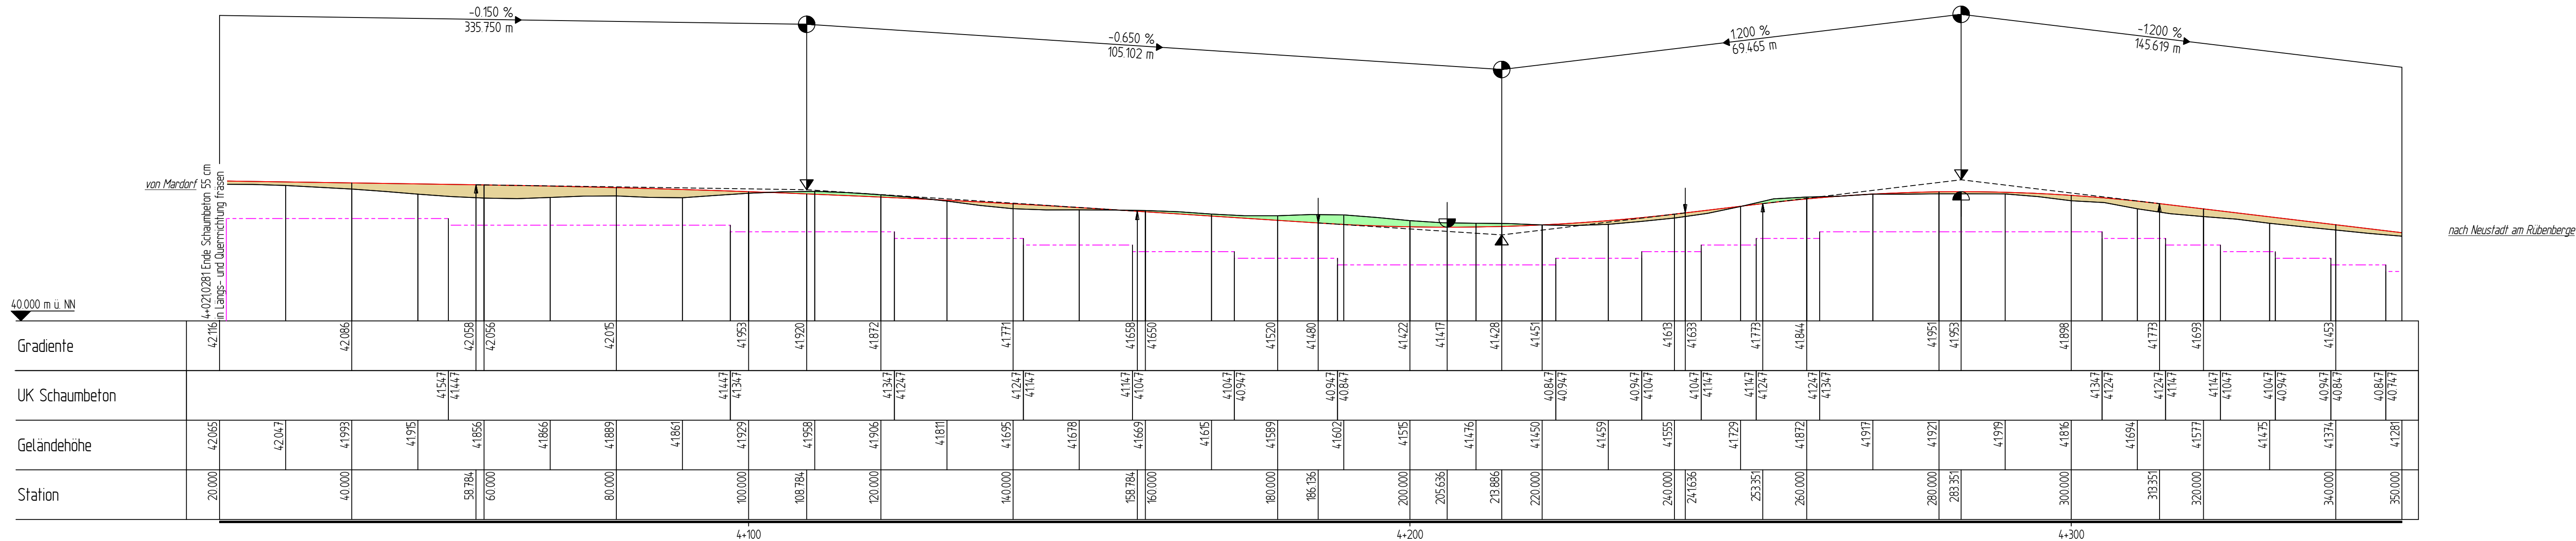 -0.150 %
335.750 m
-0.650 %
105.102 m
1.200 %
69.465 m
-1.200 %
145.619 m
von Mardorf
4+021.0281 Ende Schaumbeton 55 cm
in Längs- und Querrichtung fräsen
nach Neustadt am Rübenberge
40.000 m ü. NN
Gradiente
42.116 42.086 42.058 42.056 42.015 41.953 41.920 41.872 41.771 41.658 41.650 41.520 41.480 41.422 41.417 41.428 41.451 41.613 41.633 41.773 41.844 41.951 41.953 41.898 41.773 41.693 41.453
UK Schaumbeton
41.547 41.447 41.447 41.347 41.347 41.247 41.247 41.147 41.147 41.047 41.047 40.947 40.947 40.847 40.847 40.947 40.947 41.047 41.047 41.147 41.147 41.247 41.247 41.347 41.347 41.247 41.247 41.147 41.147 41.047 41.047 40.947 40.947 40.847 40.847 40.747
Geländehöhe
42.065 42.047 41.993 41.915 41.856 41.866 41.889 41.861 41.929 41.958 41.906 41.811 41.695 41.678 41.669 41.615 41.589 41.602 41.515 41.476 41.450 41.459 41.555 41.729 41.872 41.917 41.921 41.919 41.816 41.694 41.577 41.475 41.374 41.281
Station
20.000 40.000 58.784 60.000 80.000 100.000 108.784 120.000 140.000 158.784 160.000 180.000 186.136 200.000 205.636 213.886 220.000 240.000 241.636 253.351 260.000 280.000 283.351 300.000 313.351 320.000 340.000 350.000
4+100 4+200 4+300